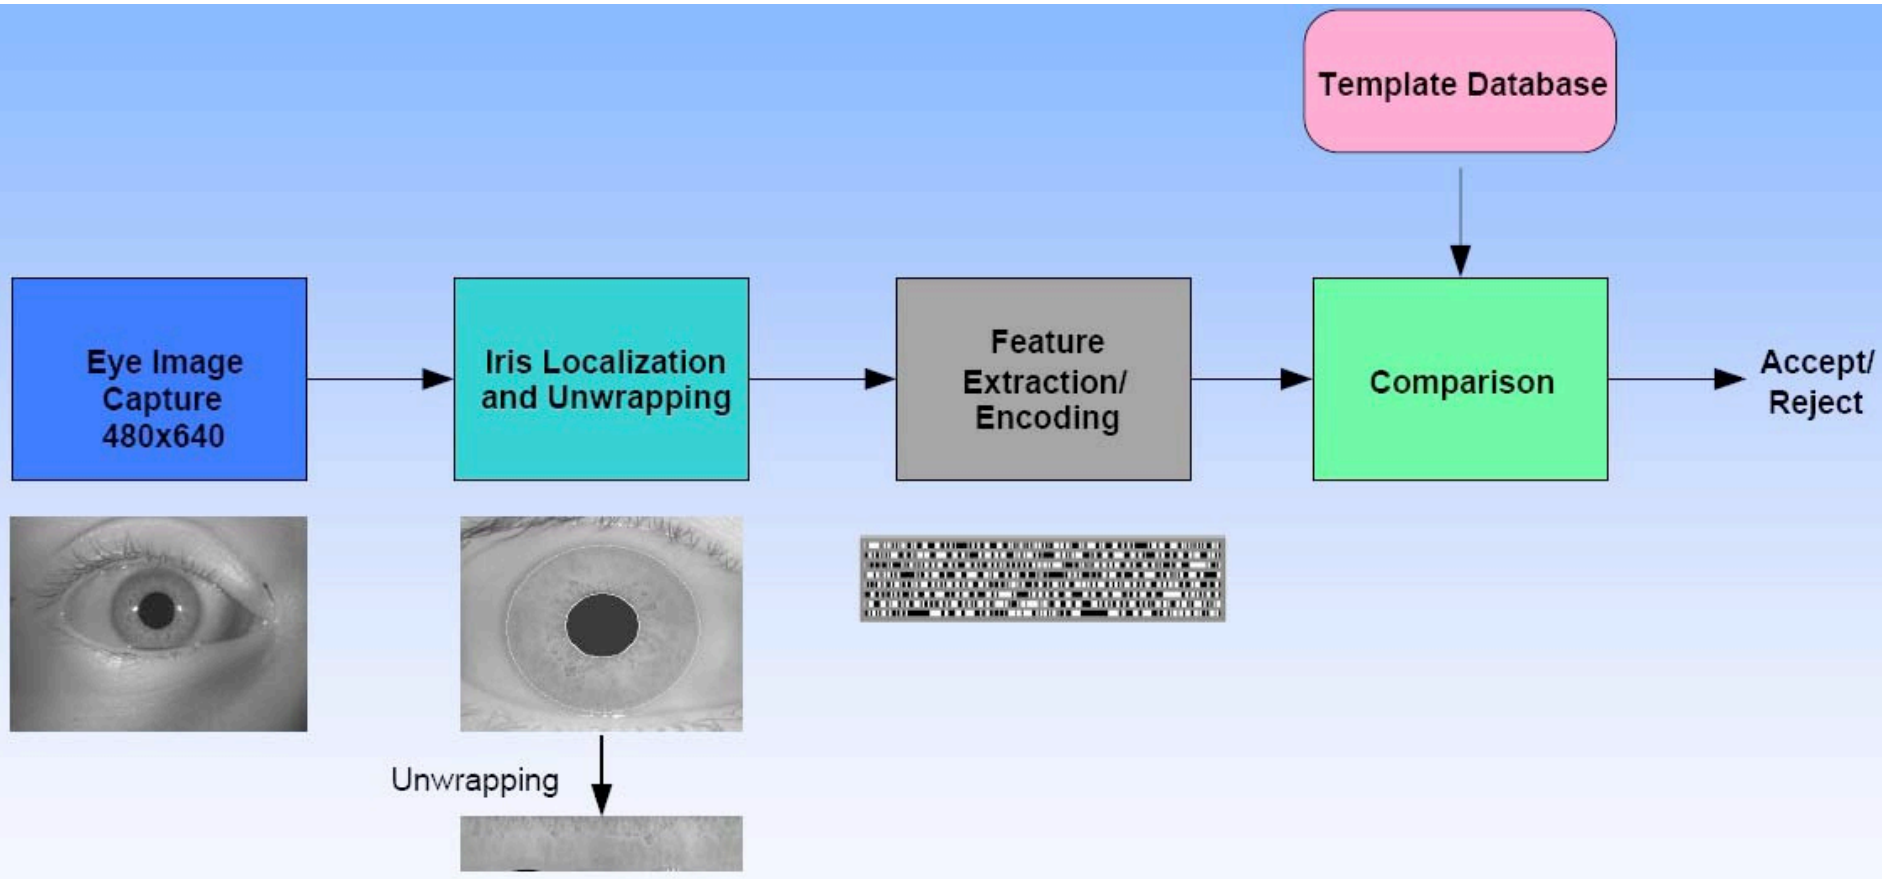 Template Database
Eye Image
Capture
480x640
Iris Localization
and Unwrapping
Feature
Extraction/
Encoding
Comparison
Accept/
Reject
Unwrapping